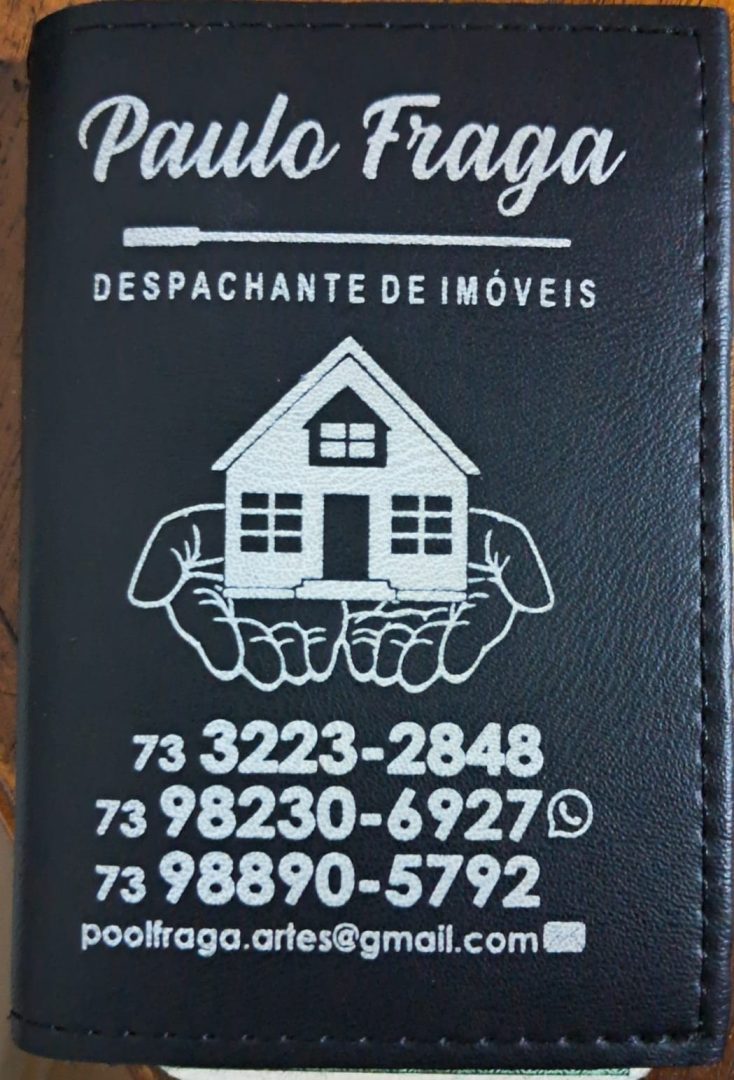 Paulo Fraga
DESPACHANTE DE IMÓVEIS
73 3223-2848
73 98230-6927
73 98890-5792
poolfraga.artes@gmail.com